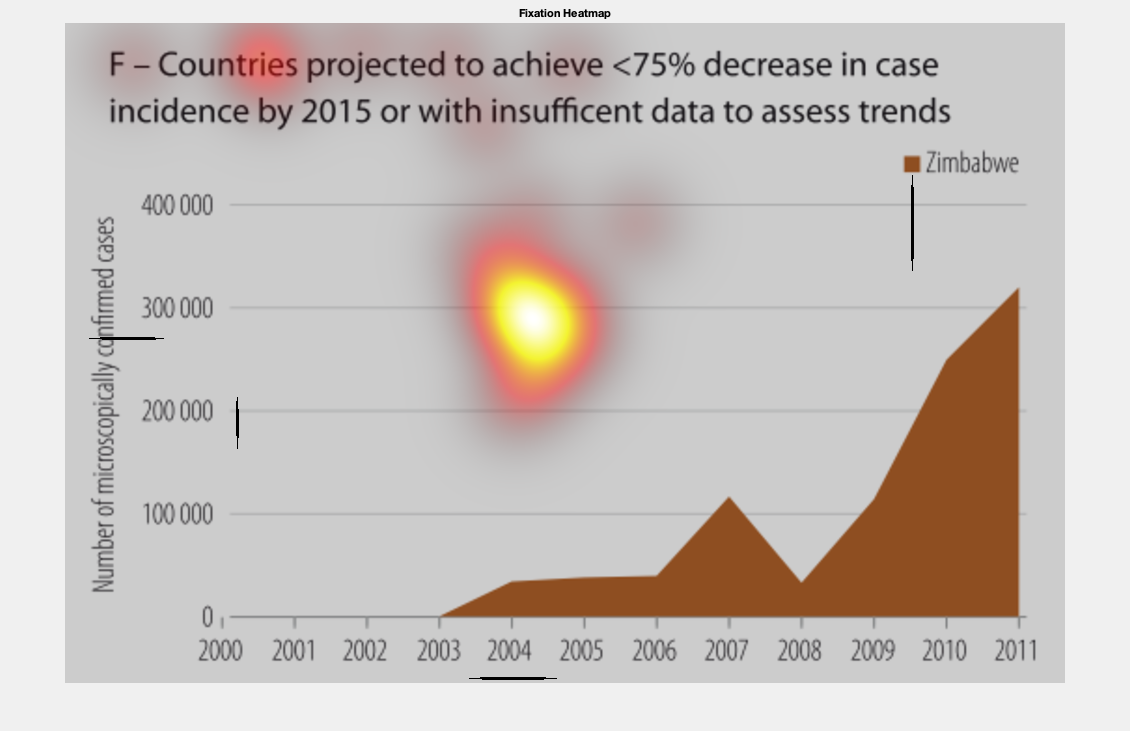 Fixation Heatmap
F – Countries projected to achieve <75% decrease in case
incidence by 2015 or with insufficent data to assess trends
Zimbabwe
Number of microscopically confirmed cases
400 000
300 000
200 000
100 000
0
2000 2001 2002 2003 2004 2005 2006 2007 2008 2009 2010 2011